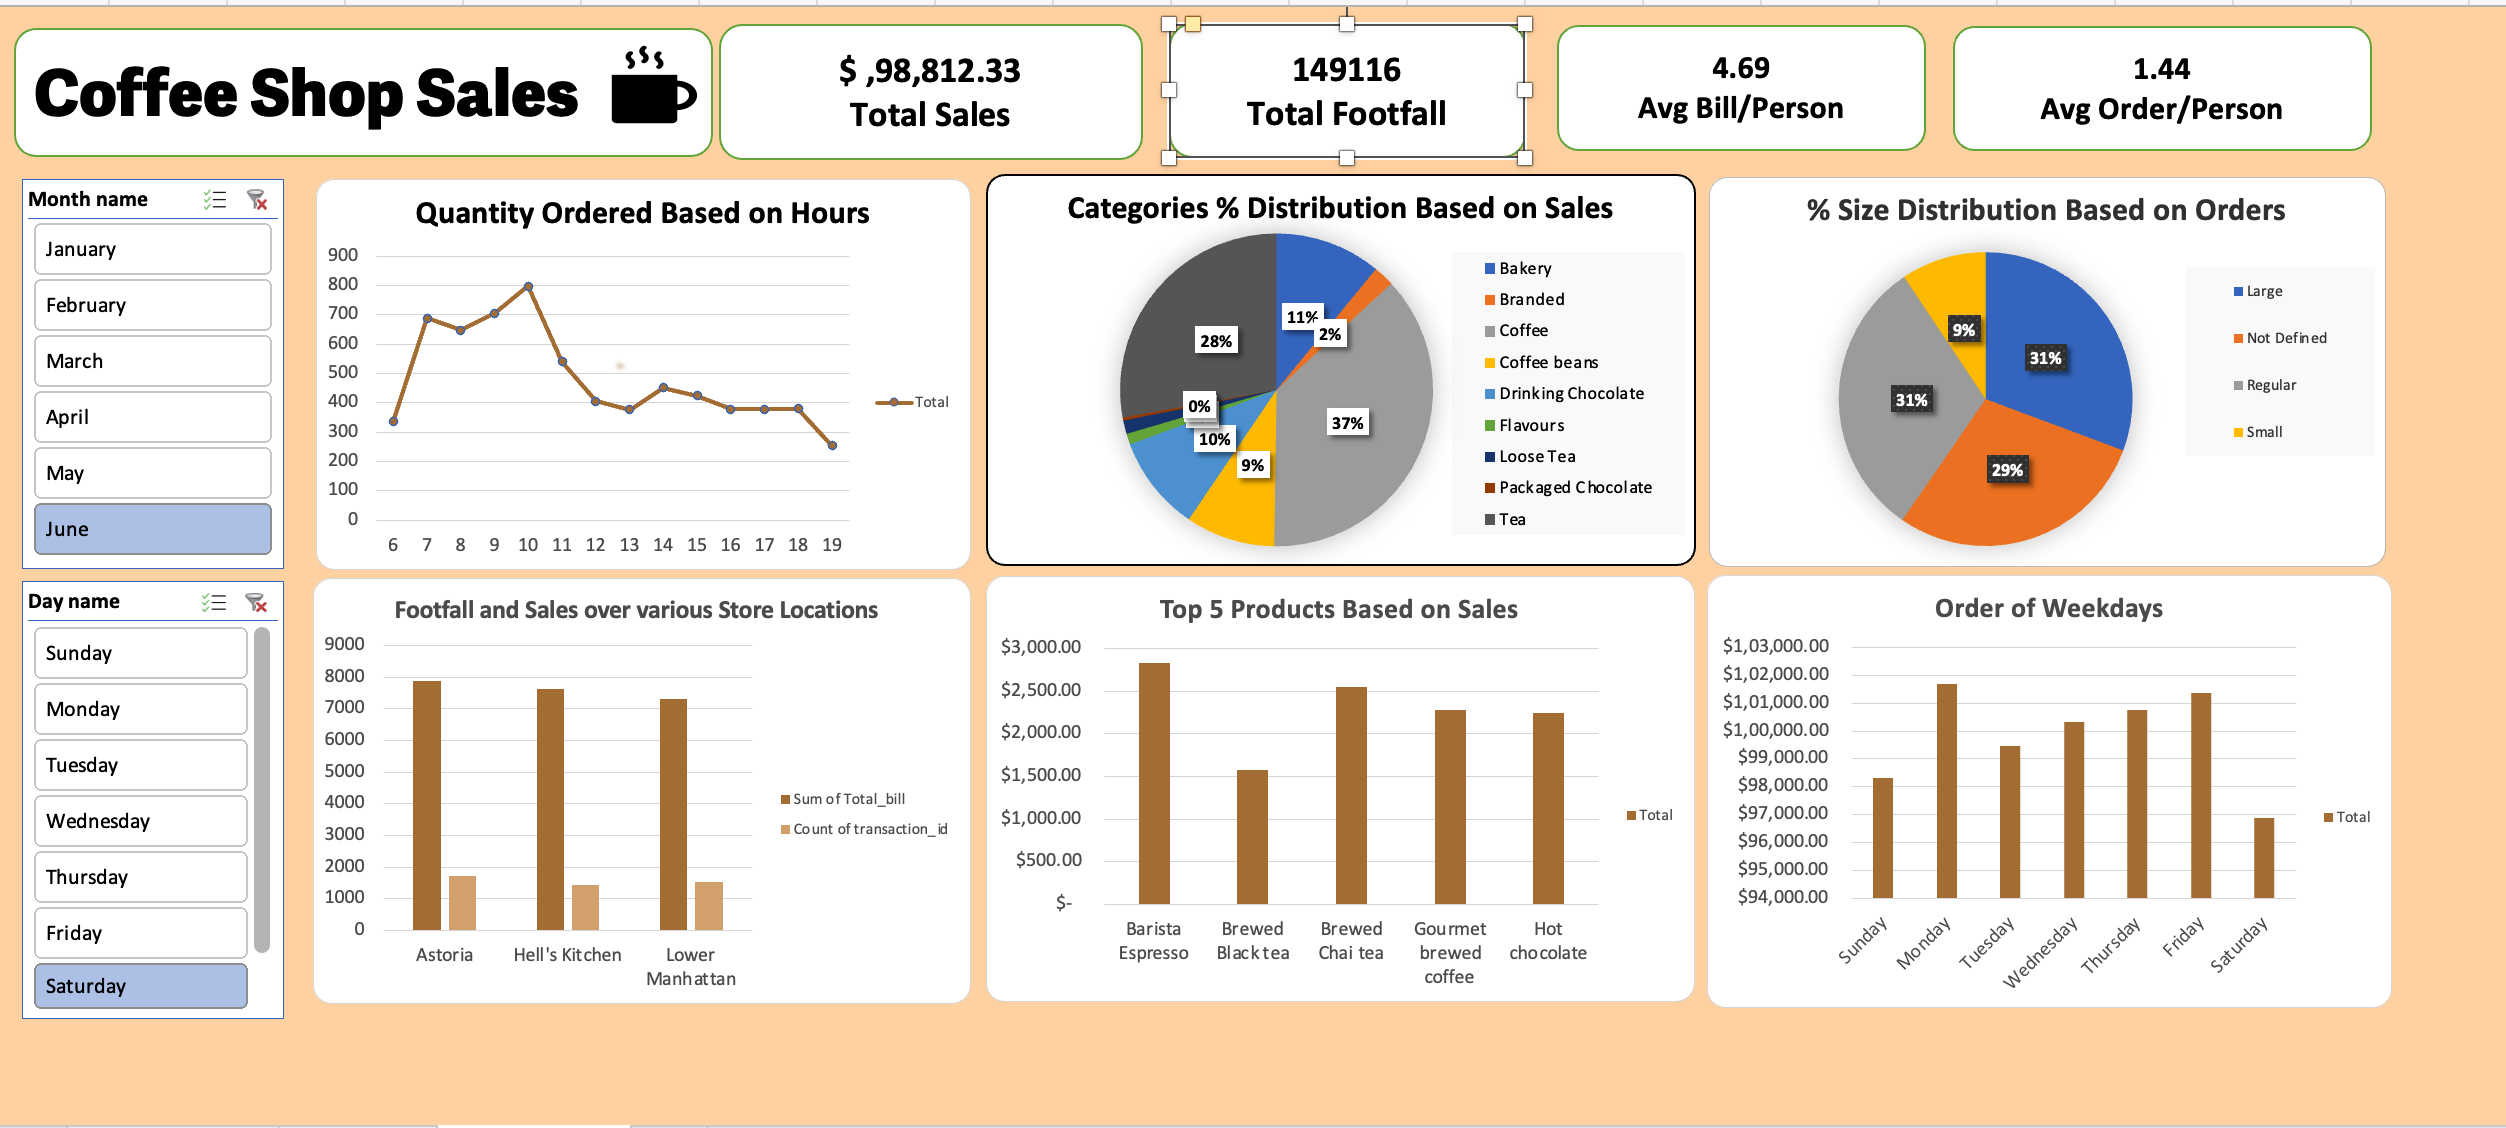 Coffee Shop Sales
$ ,98,812.33
Total Sales
149116
Total Footfall
4.69
Avg Bill/Person
1.44
Avg Order/Person
Month name
January
February
March
April
May
June
Day name
Sunday
Monday
Tuesday
Wednesday
Thursday
Friday
Saturday
Quantity Ordered Based on Hours
900
800
700
600
500
400
300
200
100
0
6 7 8 9 10 11 12 13 14 15 16 17 18 19
Total
Categories % Distribution Based on Sales
11%
2%
37%
9%
10%
0%
28%
Bakery
Branded
Coffee
Coffee beans
Drinking Chocolate
Flavours
Loose Tea
Packaged Chocolate
Tea
% Size Distribution Based on Orders
31%
29%
31%
9%
Large
Not Defined
Regular
Small
Footfall and Sales over various Store Locations
9000
8000
7000
6000
5000
4000
3000
2000
1000
0
Astoria
Hell's Kitchen
Lower
Manhattan
Sum of Total_bill
Count of transaction_id
Top 5 Products Based on Sales
$3,000.00
$2,500.00
$2,000.00
$1,500.00
$1,000.00
$500.00
$-
Barista
Espresso
Brewed
Black tea
Brewed
Chai tea
Gourmet
brewed
coffee
Hot
chocolate
Total
Order of Weekdays
$1,03,000.00
$1,02,000.00
$1,01,000.00
$1,00,000.00
$99,000.00
$98,000.00
$97,000.00
$96,000.00
$95,000.00
$94,000.00
Sunday
Monday
Tuesday
Wednesday
Thursday
Friday
Saturday
Total